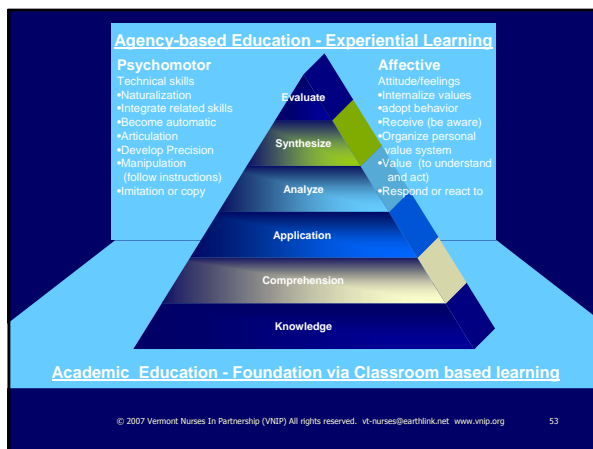 Agency-based Education - Experiential Learning
Psychomotor
Technical skills
•Naturalization
•Integrate related skills
•Become automatic
•Articulation
•Develop Precision
•Manipulation
(follow instructions)
•Imitation or copy
Affective
Attitude/feelings
•Internalize values
•adopt behavior
•Receive (be aware)
•Organize personal
value system
•Value (to understand
and act)
•Respond or react to
Evaluate
Synthesize
Analyze
Application
Comprehension
Knowledge
Academic Education - Foundation via Classroom based learning
© 2007 Vermont Nurses In Partnership (VNIP) All rights reserved. vt-nurses@earthlink.net www.vnip.org 53